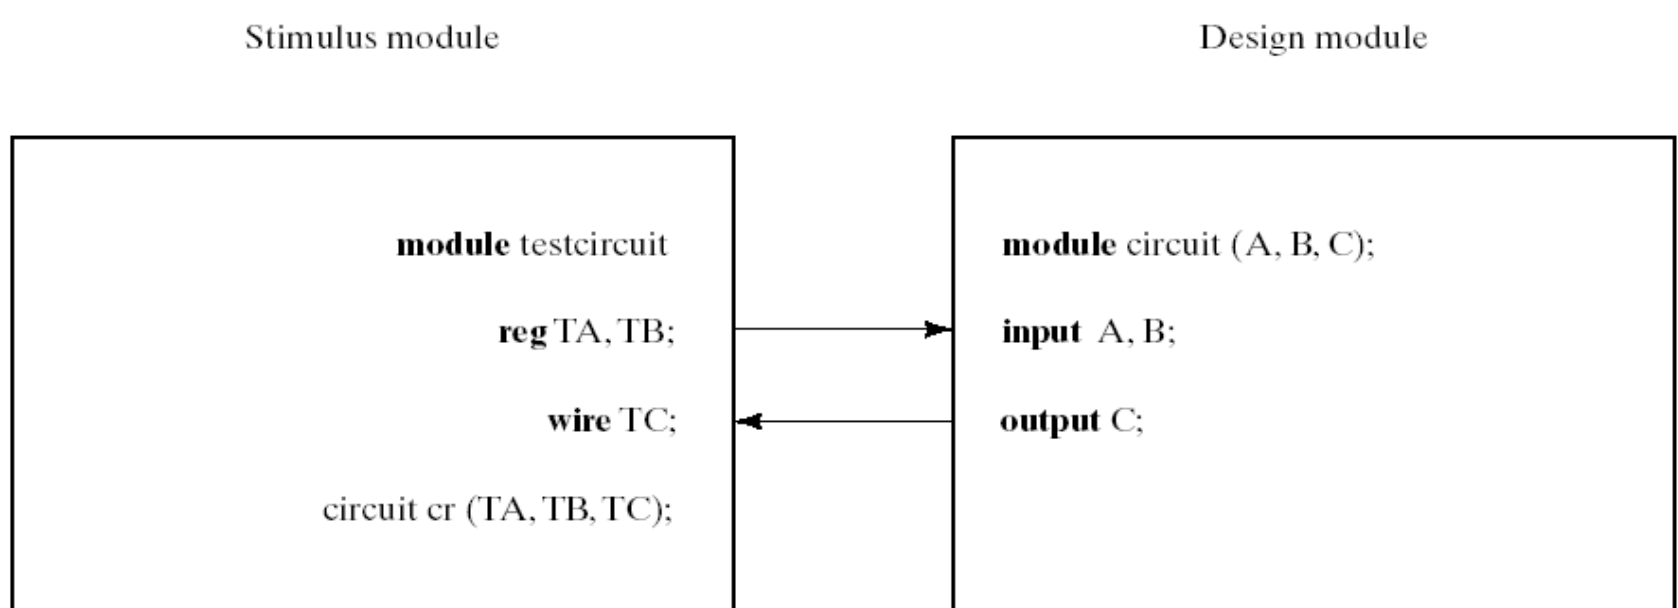 Stimulus module
Design module
module testcircuit
reg TA, TB;
wire TC;
circuit cr (TA, TB, TC);
module circuit (A, B, C);
input A, B;
output C;